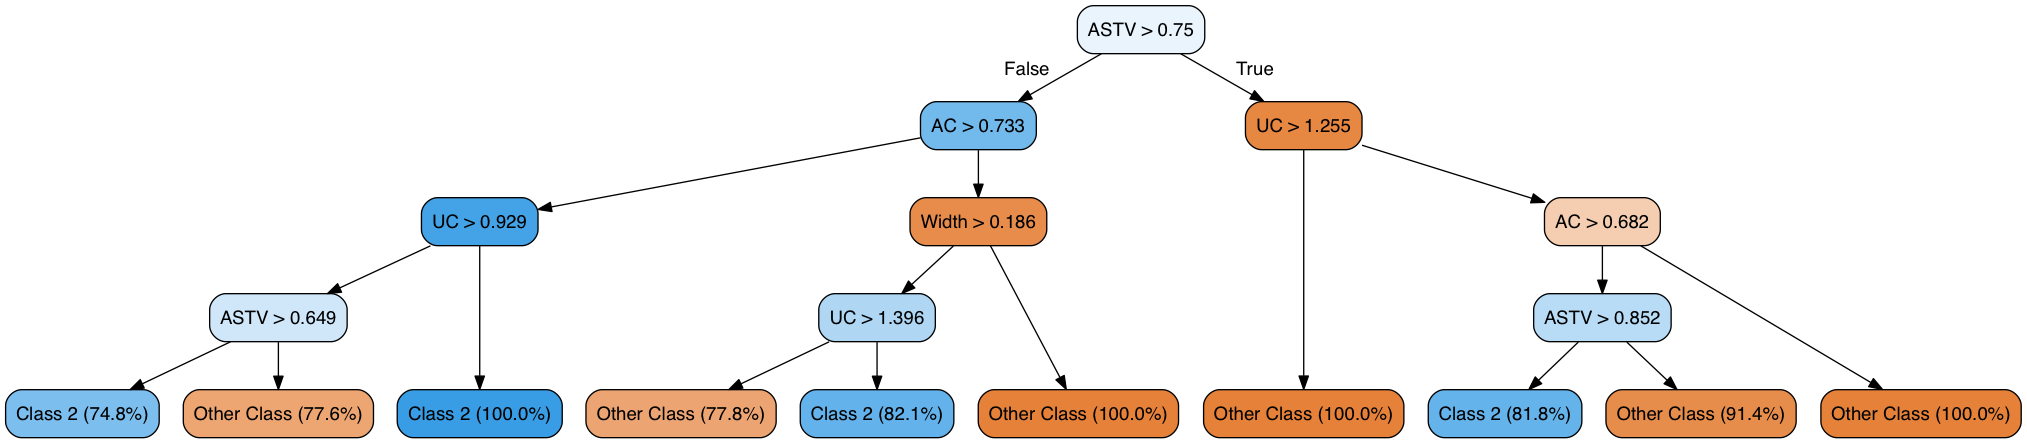 ASTV > 0.75
False
True
AC > 0.733
UC > 1.255
UC > 0.929
Width > 0.186
AC > 0.682
ASTV > 0.649
UC > 1.396
ASTV > 0.852
Class 2 (74.8%)
Other Class (77.6%)
Class 2 (100.0%)
Other Class (77.8%)
Class 2 (82.1%)
Other Class (100.0%)
Other Class (100.0%)
Class 2 (81.8%)
Other Class (91.4%)
Other Class (100.0%)